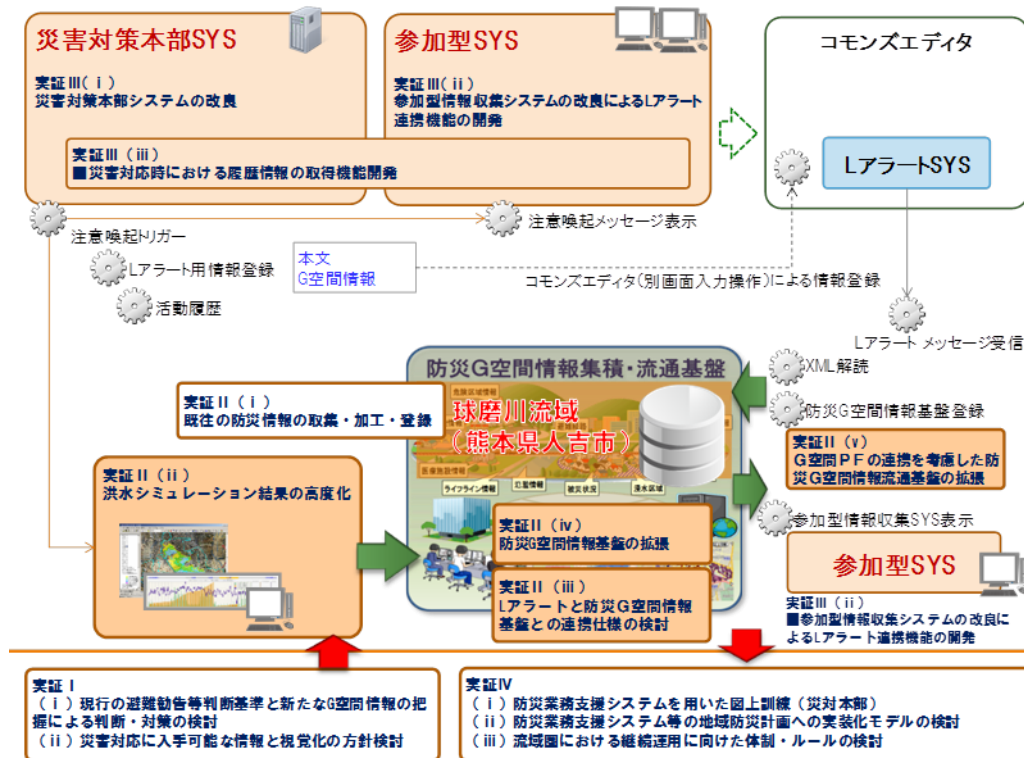 災害対策本部SYS
実証Ⅲ(ⅰ)
災害対策本部システムの改良
参加型SYS
実証Ⅲ(ⅱ)
参加型情報収集システムの改良によるLアラート
連携機能の開発
実証Ⅲ(ⅲ)
■災害対応時における履歴情報の取得機能開発
コモンズエディタ
LアラートSYS
注意喚起トリガー
Lアラート用情報登録
活動履歴
注意喚起メッセージ表示
本文
G空間情報
コモンズエディタ(別画面入力操作)による情報登録
Lアラート メッセージ受信
XML解読
防災G空間情報基盤登録
防災G空間情報集積・流通基盤
危険区域情報
球磨川流域
(熊本県人吉市)
医療施設情報
ライフライン情報
氾濫情報
被災状況
浸水区域
実証Ⅱ(ⅰ)
既往の防災情報の取集・加工・登録
実証Ⅱ(ⅱ)
洪水シミュレーション結果の高度化
実証Ⅱ(ⅳ)
防災G空間情報基盤の拡張
実証Ⅱ(ⅲ)
Lアラートと防災G空間情報
基盤との連携仕様の検討
実証Ⅱ(ⅴ)
G空間PFの連携を考慮した防
災G空間情報流通基盤の拡張
参加型情報収集SYS表示
参加型SYS
実証Ⅲ(ⅱ)
■参加型情報収集システムの改良に
よるLアラート連携機能の開発
実証Ⅰ
(ⅰ)現行の避難勧告等判断基準と新たなG空間情報の把
握による判断・対策の検討
(ⅱ)災害対応に入手可能な情報と視覚化の方針検討
実証Ⅳ
(ⅰ)防災業務支援システムを用いた図上訓練(災対本部)
(ⅱ)防災業務支援システム等の地域防災計画への実装化モデルの検討
(ⅲ)流域圏における継続運用に向けた体制・ルールの検討